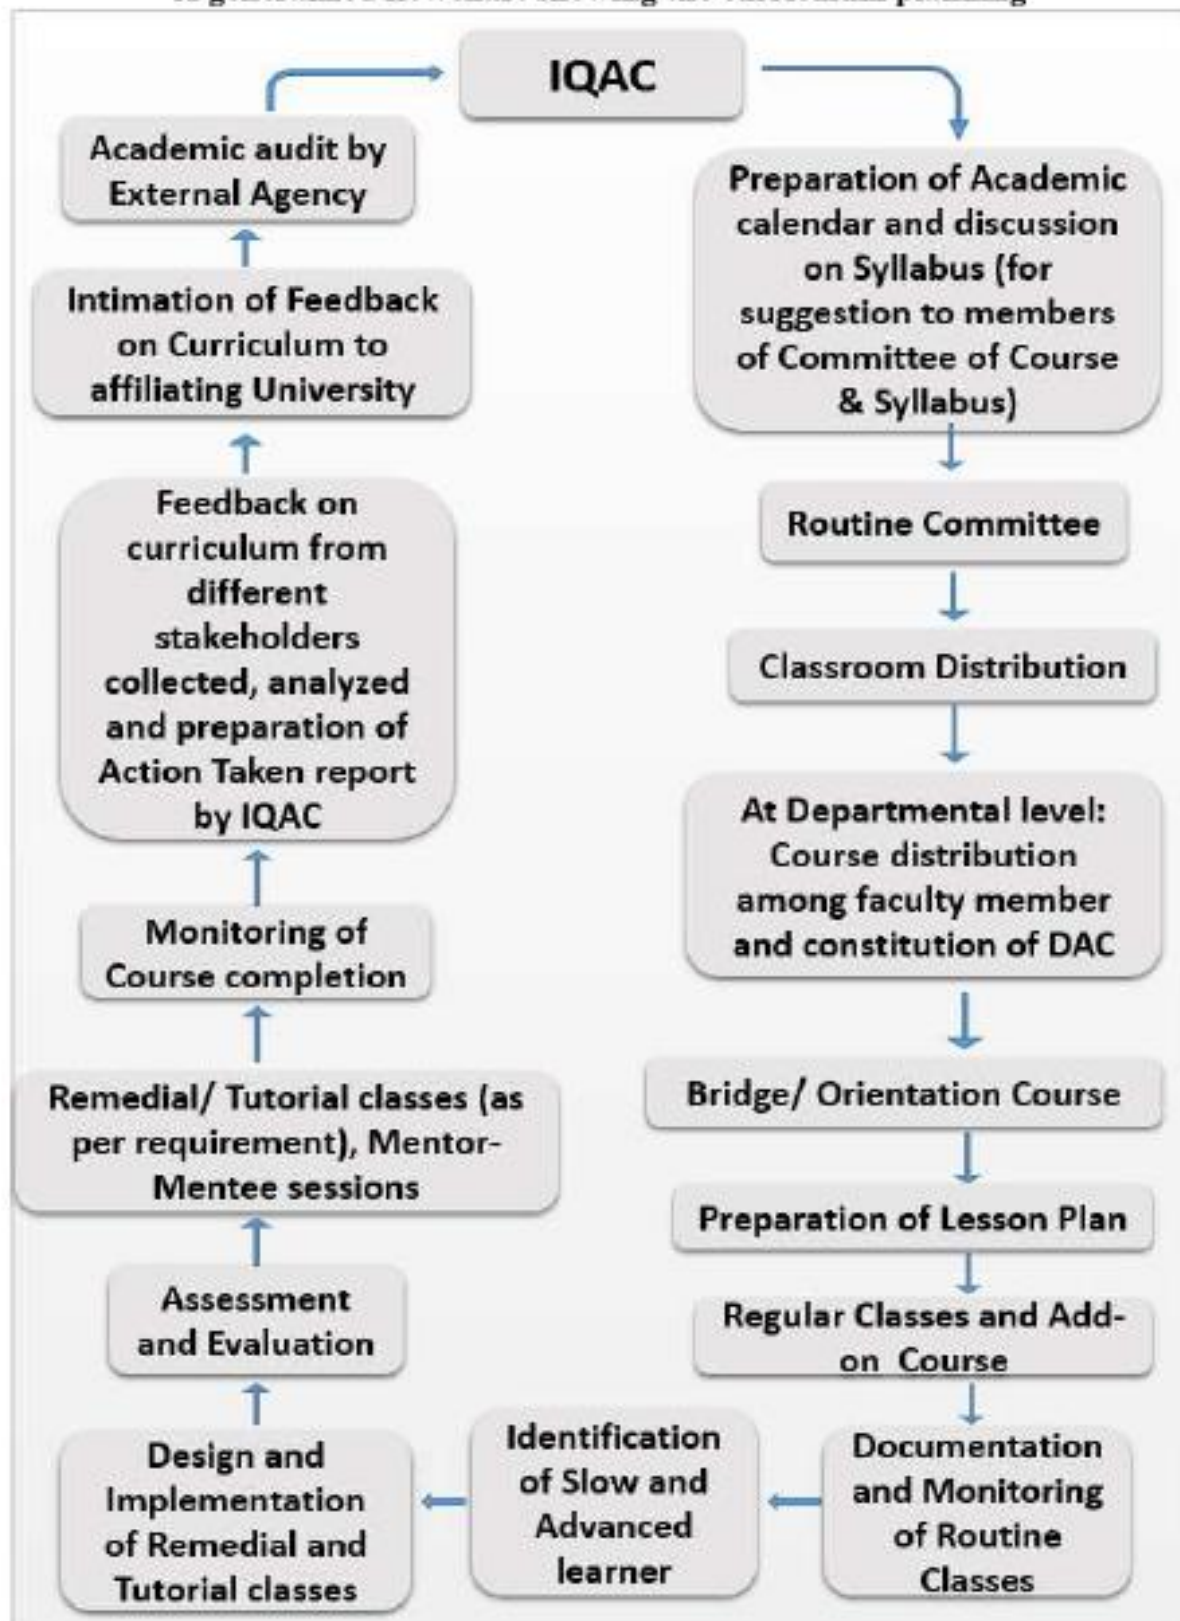 IQAC
Preparation of Academic
calendar and discussion
on Syllabus (for
suggestion to members
of Committee of Course
& Syllabus)
Routine Committee
Classroom Distribution
At Departmental level:
Course distribution
among faculty member
and constitution of DAC
Bridge/ Orientation Course
Preparation of Lesson Plan
Regular Classes and Add-
on Course
Documentation
and Monitoring
of Routine
Classes
Identification
of Slow and
Advanced
learner
Design and
Implementation
of Remedial and
Tutorial classes
Assessment
and Evaluation
Remedial/ Tutorial classes (as
per requirement), Mentor-
Mentee sessions
Monitoring of
Course completion
Feedback on
curriculum from
different
stakeholders
collected, analyzed
and preparation of
Action Taken report
by IQAC
Intimation of Feedback
on Curriculum to
affiliating University
Academic audit by
External Agency